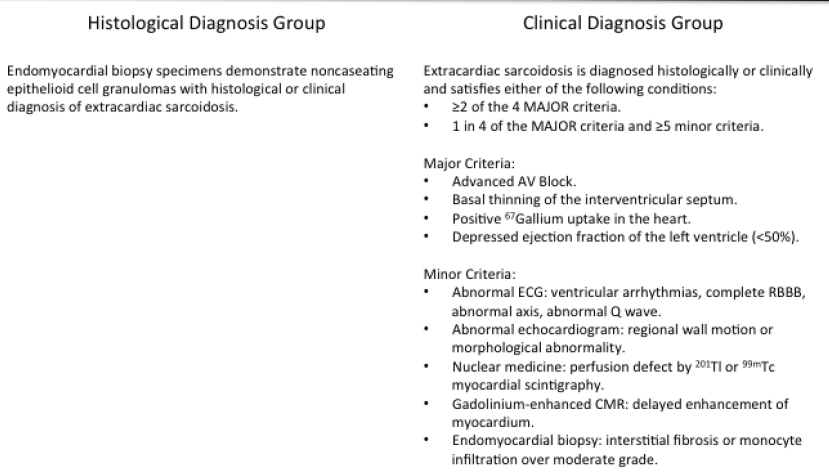 Histological Diagnosis Group
Endomyocardial biopsy specimens demonstrate noncaseating
epithelioid cell granulomas with histological or clinical
diagnosis of extracardiac sarcoidosis.
Clinical Diagnosis Group
Extracardiac sarcoidosis is diagnosed histologically or clinically
and satisfies either of the following conditions:
• ≥2 of the 4 MAJOR criteria.
• 1 in 4 of the MAJOR criteria and ≥5 minor criteria.
Major Criteria:
• Advanced AV Block.
• Basal thinning of the interventricular septum.
• Positive ⁶⁷Gallium uptake in the heart.
• Depressed ejection fraction of the left ventricle (<50%).
Minor Criteria:
• Abnormal ECG: ventricular arrhythmias, complete RBBB,
abnormal axis, abnormal Q wave.
• Abnormal echocardiogram: regional wall motion or
morphological abnormality.
• Nuclear medicine: perfusion defect by ²⁰¹Tl or ⁹⁹ᵐTc
myocardial scintigraphy.
• Gadolinium-enhanced CMR: delayed enhancement of
myocardium.
• Endomyocardial biopsy: interstitial fibrosis or monocyte
infiltration over moderate grade.